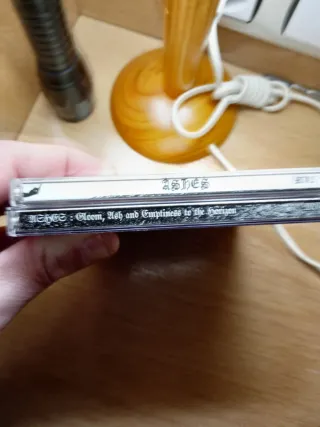 ASHES
ASHES : Gloom, Ash and Emptiness to the Horizon